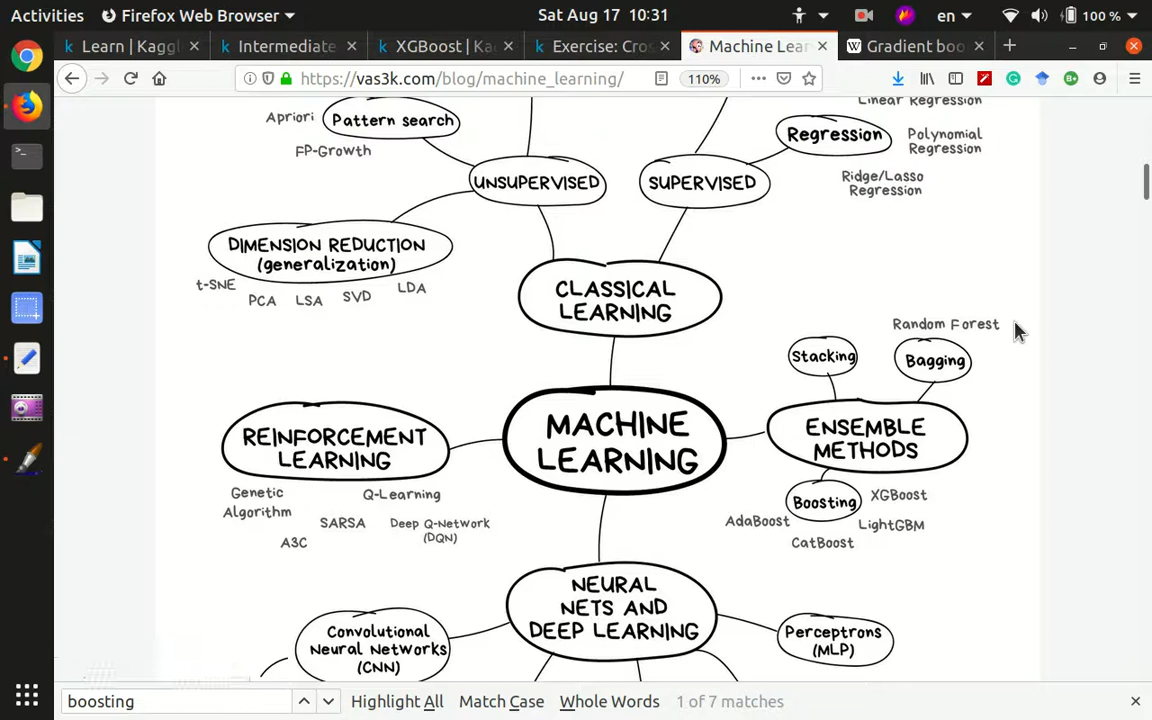 Activities
Firefox Web Browser
Sat Aug 17 10:31
en
100 %
Learn | Kaggl
Intermediate
XGBoost | Ka
Exercise: Cros
Machine Lear
Gradient boo
https://vas3k.com/blog/machine_learning/
110%
Linear Regression
Apriori
Pattern search
Regression
Polynomial
Regression
FP-Growth
UNSUPERVISED
SUPERVISED
Ridge/Lasso
Regression
DIMENSION REDUCTION
(generalization)
t-SNE
PCA
LSA
SVD
LDA
CLASSICAL
LEARNING
Random Forest
Stacking
Bagging
MACHINE
LEARNING
ENSEMBLE
METHODS
REINFORCEMENT
LEARNING
Genetic
Algorithm
Q-Learning
SARSA
Deep Q-Network
(DQN)
A3C
Boosting
XGBoost
AdaBoost
LightGBM
CatBoost
NEURAL
NETS AND
DEEP LEARNING
Convolutional
Neural Networks
(CNN)
Perceptrons
(MLP)
boosting
Highlight All
Match Case
Whole Words
1 of 7 matches